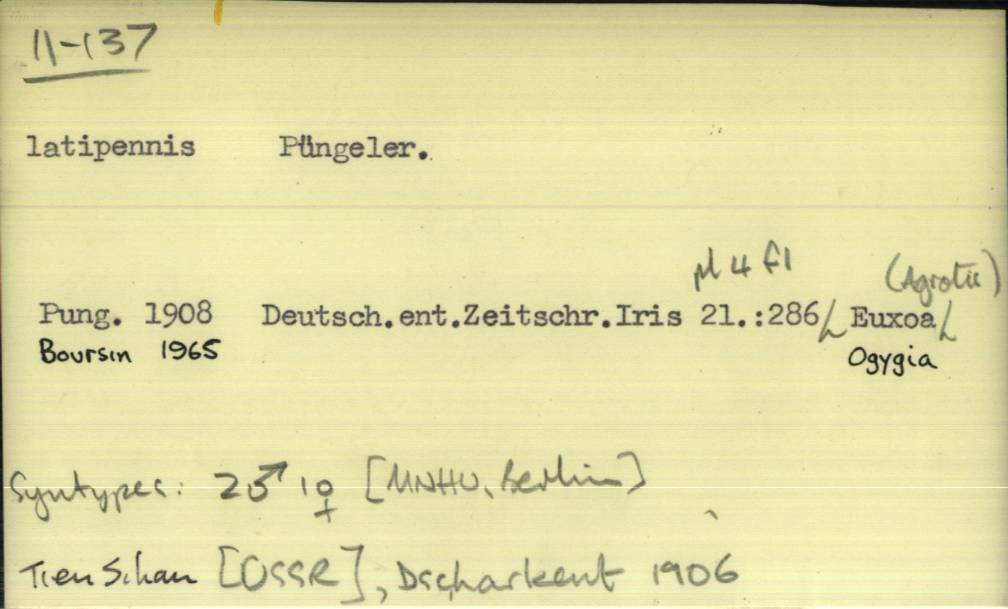 11-137
latipennis Püngeler.
pl 4 f1 (Agrotis)
Pung. 1908 Deutsch.ent.Zeitschr.Iris 21.:286/ Euxoa/
Boursin 1965 Ogygia
Syntypes: 2♂ 1♀ [MNHU, Berlin]
Tien Schan [USSR], Dscharkent 1906